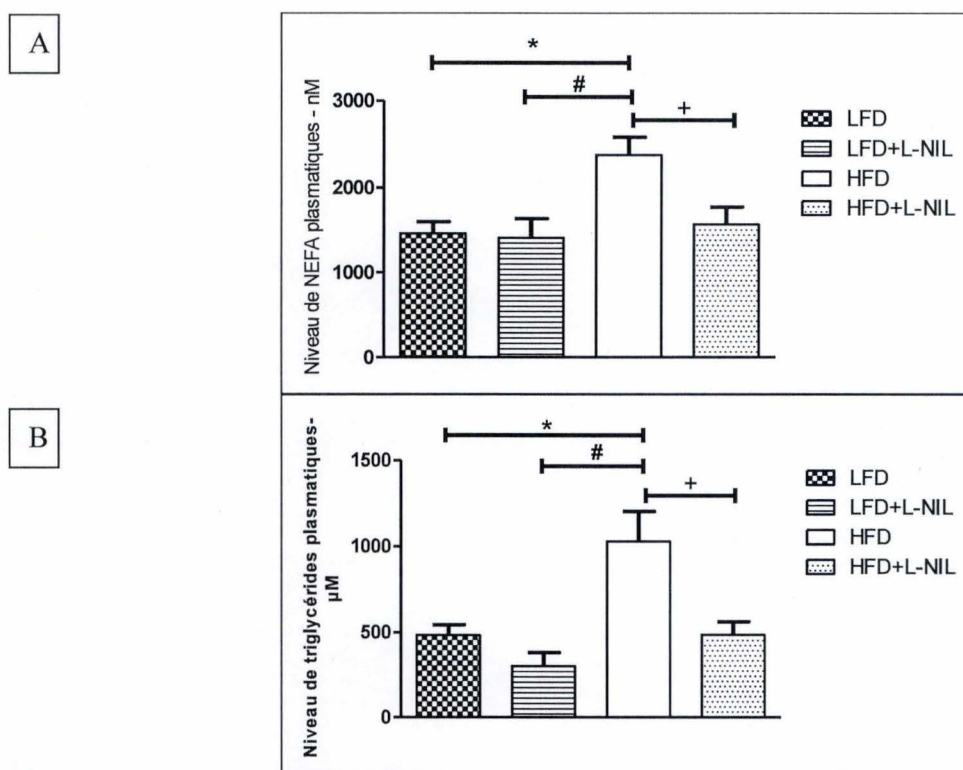 A
*
#
+
Niveau de NEFA plasmatiques - nM
3000
2000
1000
0
LFD
LFD+L-NIL
HFD
HFD+L-NIL
B
*
#
+
Niveau de triglycérides plasmatiques-
µM
1500
1000
500
0
LFD
LFD+L-NIL
HFD
HFD+L-NIL